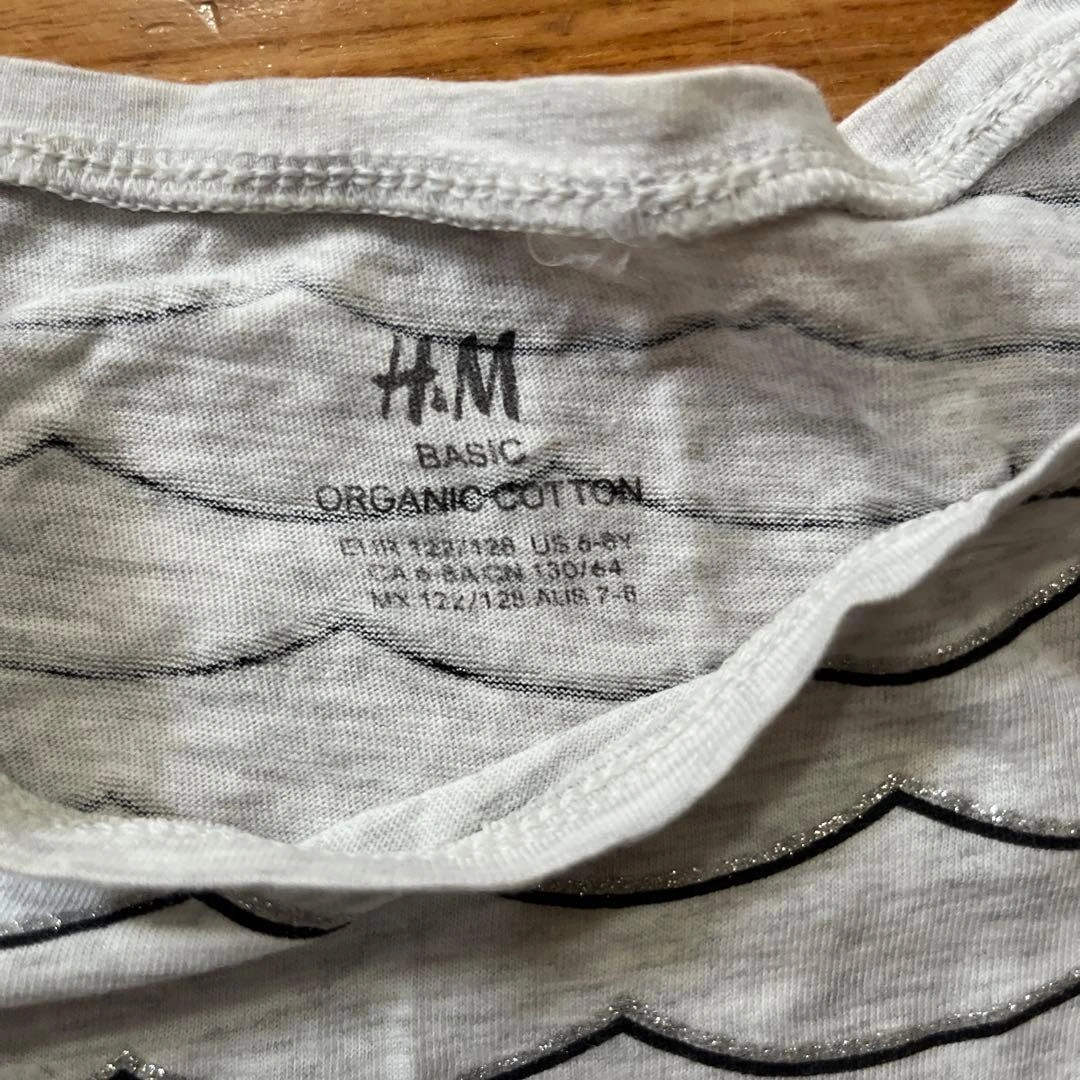 H&M
BASIC
ORGANIC COTTON
EUR 122/128 US 6-8Y
CA 6-8A CN 130/64
MX 122/128 AUS 7-8